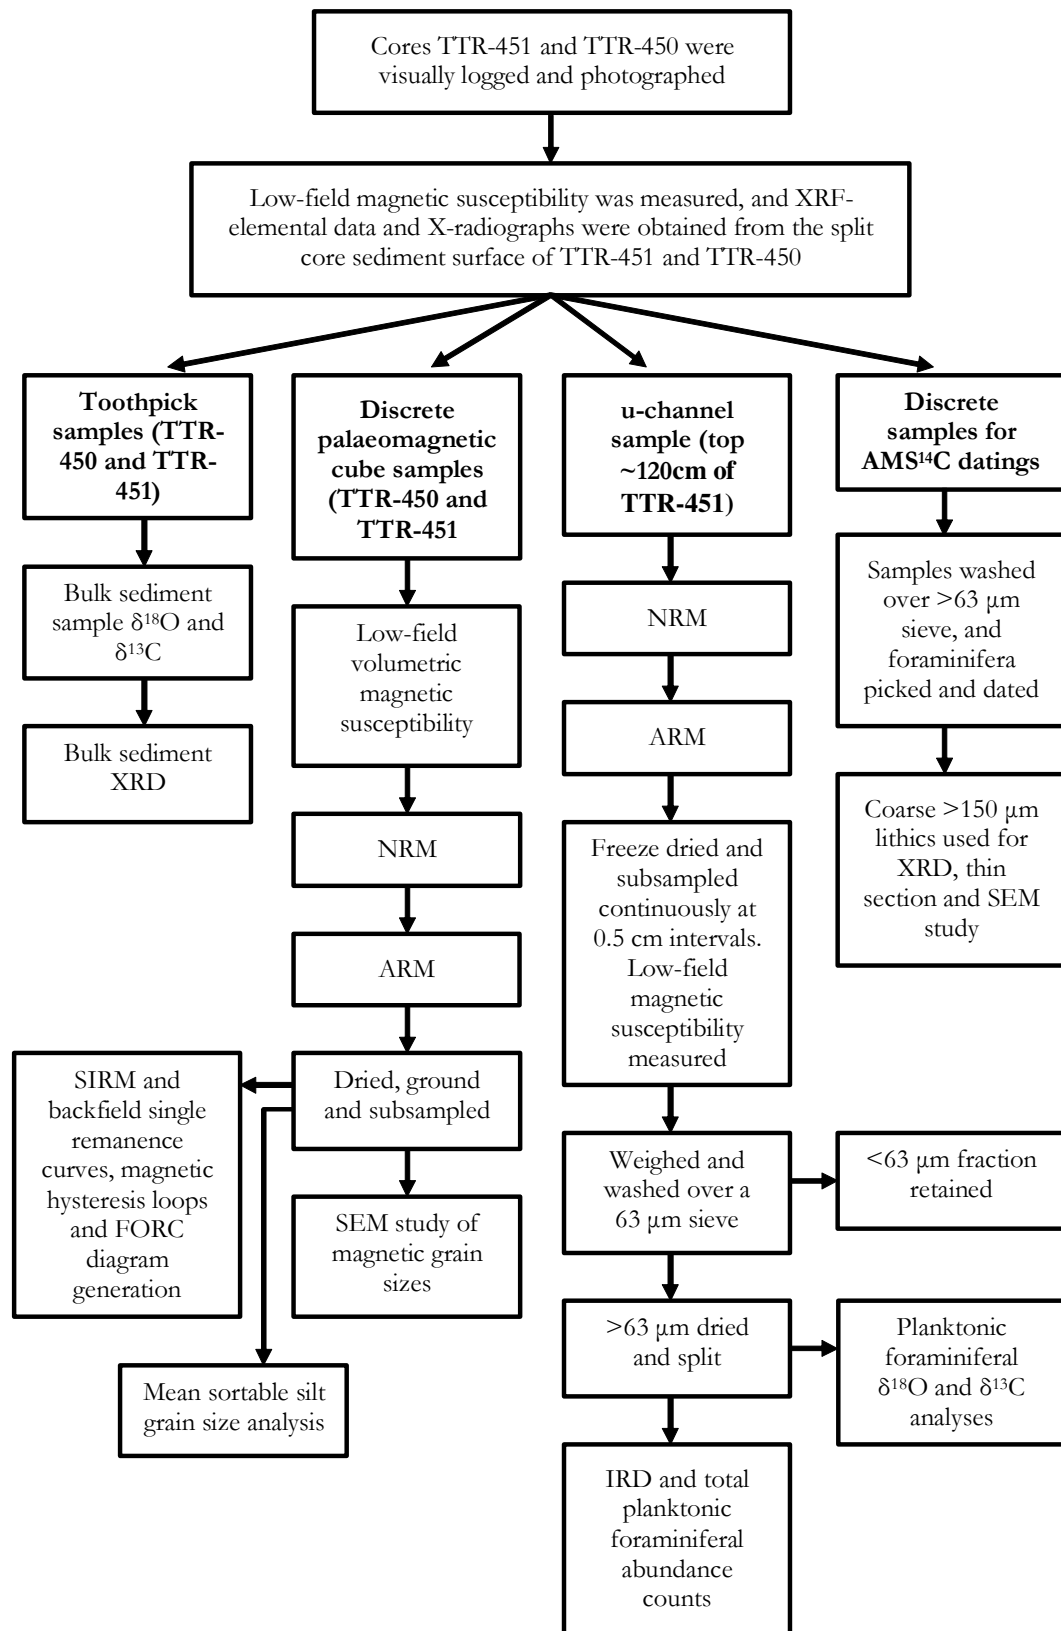 Cores TTR-451 and TTR-450 were
visually logged and photographed
Low-field magnetic susceptibility was measured, and XRF-
elemental data and X-radiographs were obtained from the split
core sediment surface of TTR-451 and TTR-450
Toothpick
samples (TTR-
450 and TTR-
451)
Bulk sediment
sample δ¹⁸O and
δ¹³C
Bulk sediment
XRD
Discrete
palaeomagnetic
cube samples
(TTR-450 and
TTR-451
Low-field
volumetric
magnetic
susceptibility
NRM
ARM
Dried, ground
and subsampled
SIRM and
backfield single
remanence
curves, magnetic
hysteresis loops
and FORC
diagram
generation
SEM study of
magnetic grain
sizes
Mean sortable silt
grain size analysis
u-channel
sample (top
~120cm of
TTR-451)
NRM
ARM
Freeze dried and
subsampled
continuously at
0.5 cm intervals.
Low-field
magnetic
susceptibility
measured
Weighed and
washed over a
63 µm sieve
<63 µm fraction
retained
>63 µm dried
and split
Planktonic
foraminiferal
δ¹⁸O and δ¹³C
analyses
IRD and total
planktonic
foraminiferal
abundance
counts
Discrete
samples for
AMS¹⁴C datings
Samples washed
over >63 µm
sieve, and
foraminifera
picked and dated
Coarse >150 µm
lithics used for
XRD, thin
section and SEM
study